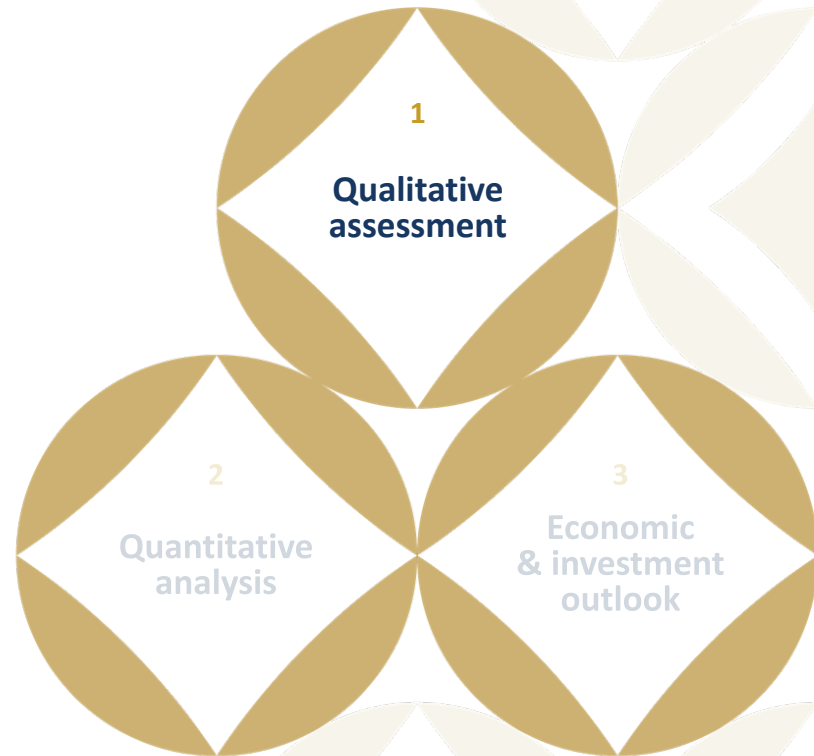 1
Qualitative
assessment
2
Quantitative
analysis
3
Economic
& investment
outlook